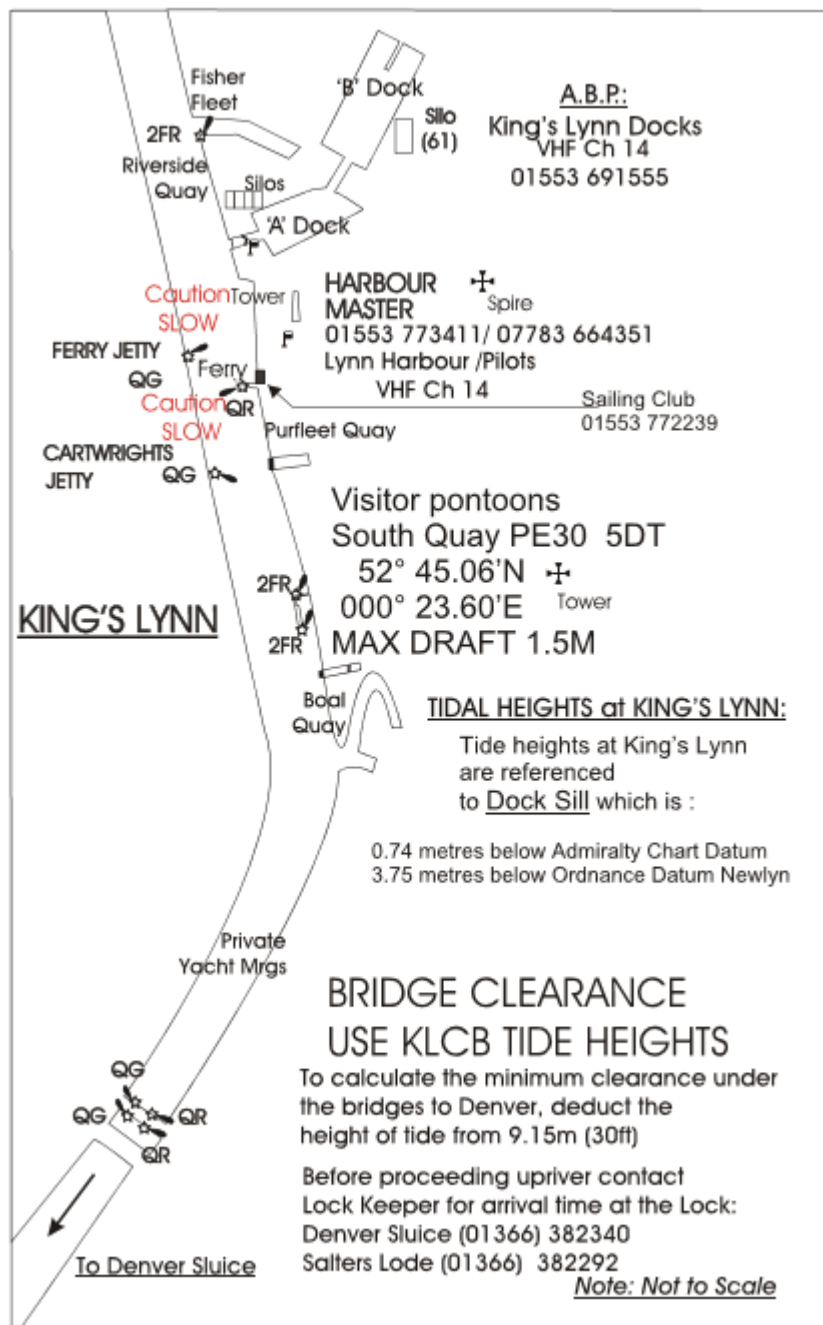 Fisher
Fleet
2FR
Riverside
Quay
'B' Dock
Silo
(61)
A.B.P.:
King's Lynn Docks
VHF Ch 14
01553 691555
Silos
'A' Dock
Caution
SLOW
Tower
HARBOUR
MASTER
Spire
01553 773411/ 07783 664351
Lynn Harbour /Pilots
VHF Ch 14
FERRY JETTY
QG
Ferry
QR
Caution
SLOW
Sailing Club
01553 772239
Purfleet Quay
CARTWRIGHTS
JETTY
QG
Visitor pontoons
South Quay PE30 5DT
52° 45.06'N
000° 23.60'E
MAX DRAFT 1.5M
Tower
2FR
2FR
KING'S LYNN
Boal
Quay
TIDAL HEIGHTS at KING'S LYNN:
Tide heights at King's Lynn
are referenced
to Dock Sill which is :
0.74 metres below Admiralty Chart Datum
3.75 metres below Ordnance Datum Newlyn
Private
Yacht Mrgs
BRIDGE CLEARANCE
USE KLCB TIDE HEIGHTS
To calculate the minimum clearance under
the bridges to Denver, deduct the
height of tide from 9.15m (30ft)
QG
QG
QR
QR
Before proceeding upriver contact
Lock Keeper for arrival time at the Lock:
Denver Sluice (01366) 382340
Salters Lode (01366) 382292
To Denver Sluice
Note: Not to Scale